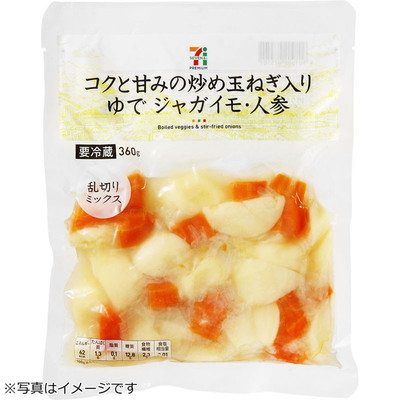 7
SEVEN&i
PREMIUM
コクと甘みの炒め玉ねぎ入り
ゆで ジャガイモ・人参
Boiled veggies & stir-fried onions
要冷蔵 360g
乱切り
ミックス
※写真はイメージです